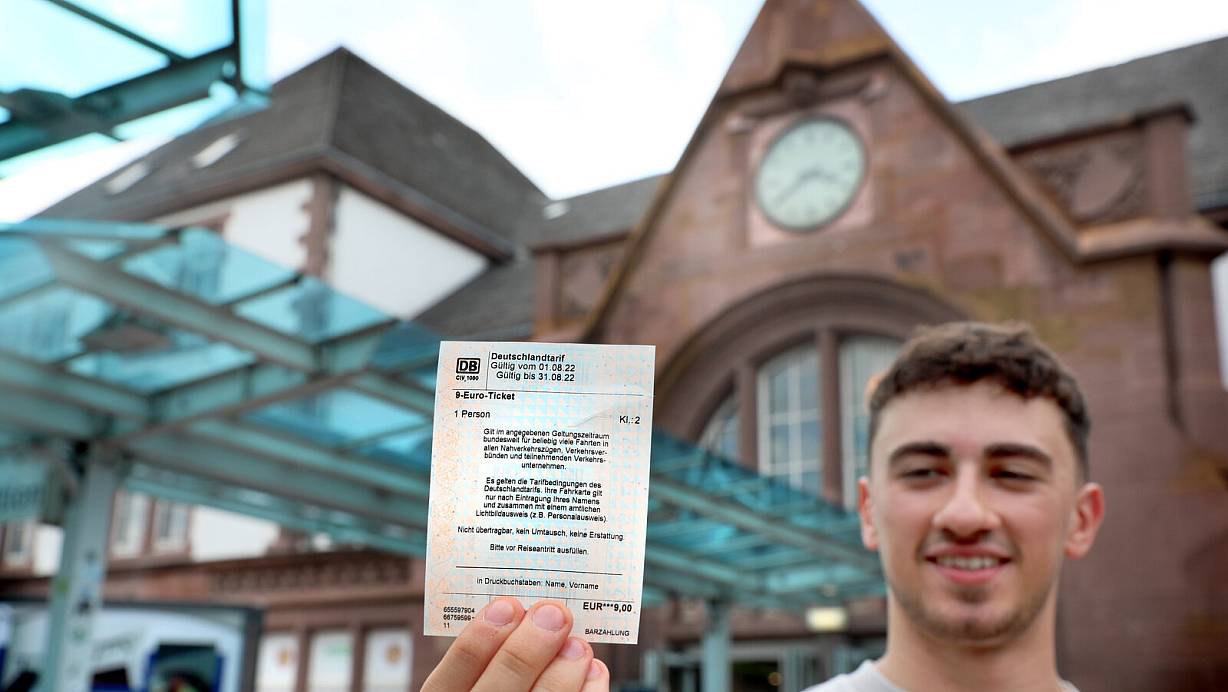 DB
CIV 1080
Deutschlandtarif
Gültig vom 01.08.22
Gültig bis 31.08.22
9-Euro-Ticket
1 Person
Kl.: 2
Gilt im angegebenen Geltungszeitraum
bundesweit für beliebig viele Fahrten in
allen Nahverkehrszügen, Verkehrsver-
bünden und teilnehmenden Verkehrs-
unternehmen.
Es gelten die Tarifbedingungen des
Deutschlandtarifs. Ihre Fahrkarte gilt
nur nach Eintragung Ihres Namens
und zusammen mit einem amtlichen
Lichtbildausweis (z.B. Personalausweis).
Nicht übertragbar, kein Umtausch, keine Erstattung.
Bitte vor Reiseantritt ausfüllen.
in Druckbuchstaben: Name, Vorname
EUR***9,00
655597904
66759599
11
BARZAHLUNG